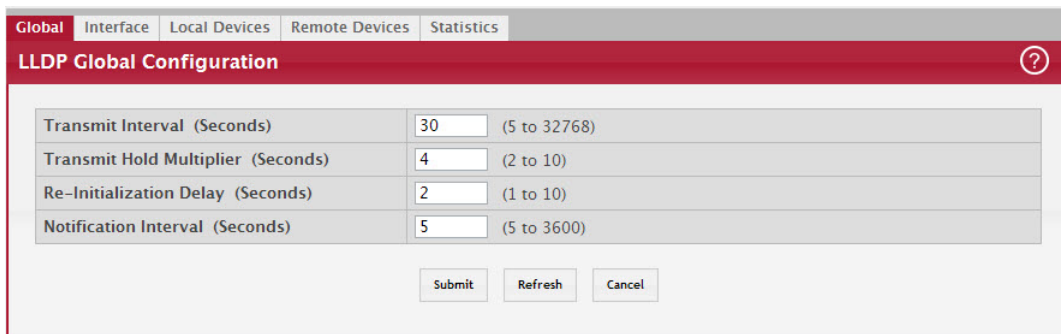 Global Interface Local Devices Remote Devices Statistics
LLDP Global Configuration ?
Transmit Interval (Seconds) 30 (5 to 32768)
Transmit Hold Multiplier (Seconds) 4 (2 to 10)
Re-Initialization Delay (Seconds) 2 (1 to 10)
Notification Interval (Seconds) 5 (5 to 3600)
Submit Refresh Cancel